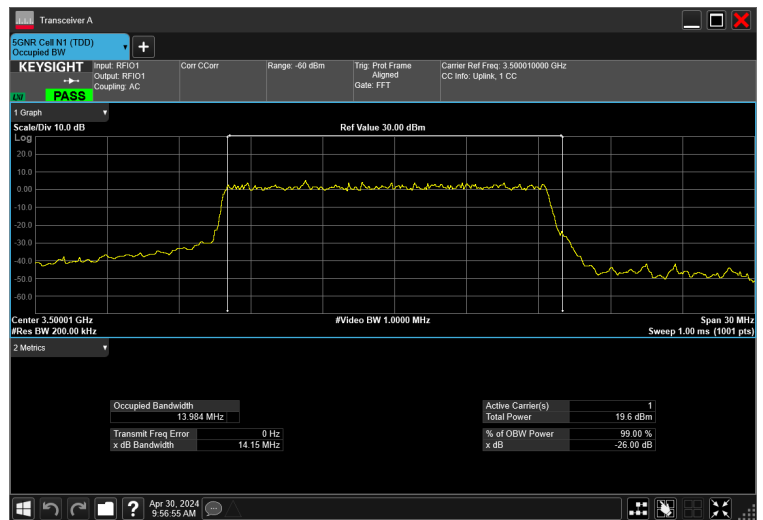 Transceiver A
5GNR Cell N1 (TDD)
Occupied BW
KEYSIGHT
LXI
PASS
Input: RFIO1
Output: RFIO1
Coupling: AC
Corr CCorr
Range: -60 dBm
Trig: Prot Frame
Aligned
Gate: FFT
Carrier Ref Freq: 3.500010000 GHz
CC Info: Uplink, 1 CC
1 Graph
Scale/Div 10.0 dB
Ref Value 30.00 dBm
Log
20.0
10.0
0.00
-10.0
-20.0
-30.0
-40.0
-50.0
-60.0
Center 3.50001 GHz
#Video BW 1.0000 MHz
Span 30 MHz
#Res BW 200.00 kHz
Sweep 1.00 ms (1001 pts)
2 Metrics
Occupied Bandwidth
13.984 MHz
Transmit Freq Error 0 Hz
x dB Bandwidth 14.15 MHz
Active Carrier(s) 1
Total Power 19.6 dBm
% of OBW Power 99.00 %
x dB -26.00 dB
?
Apr 30, 2024
9:56:55 AM